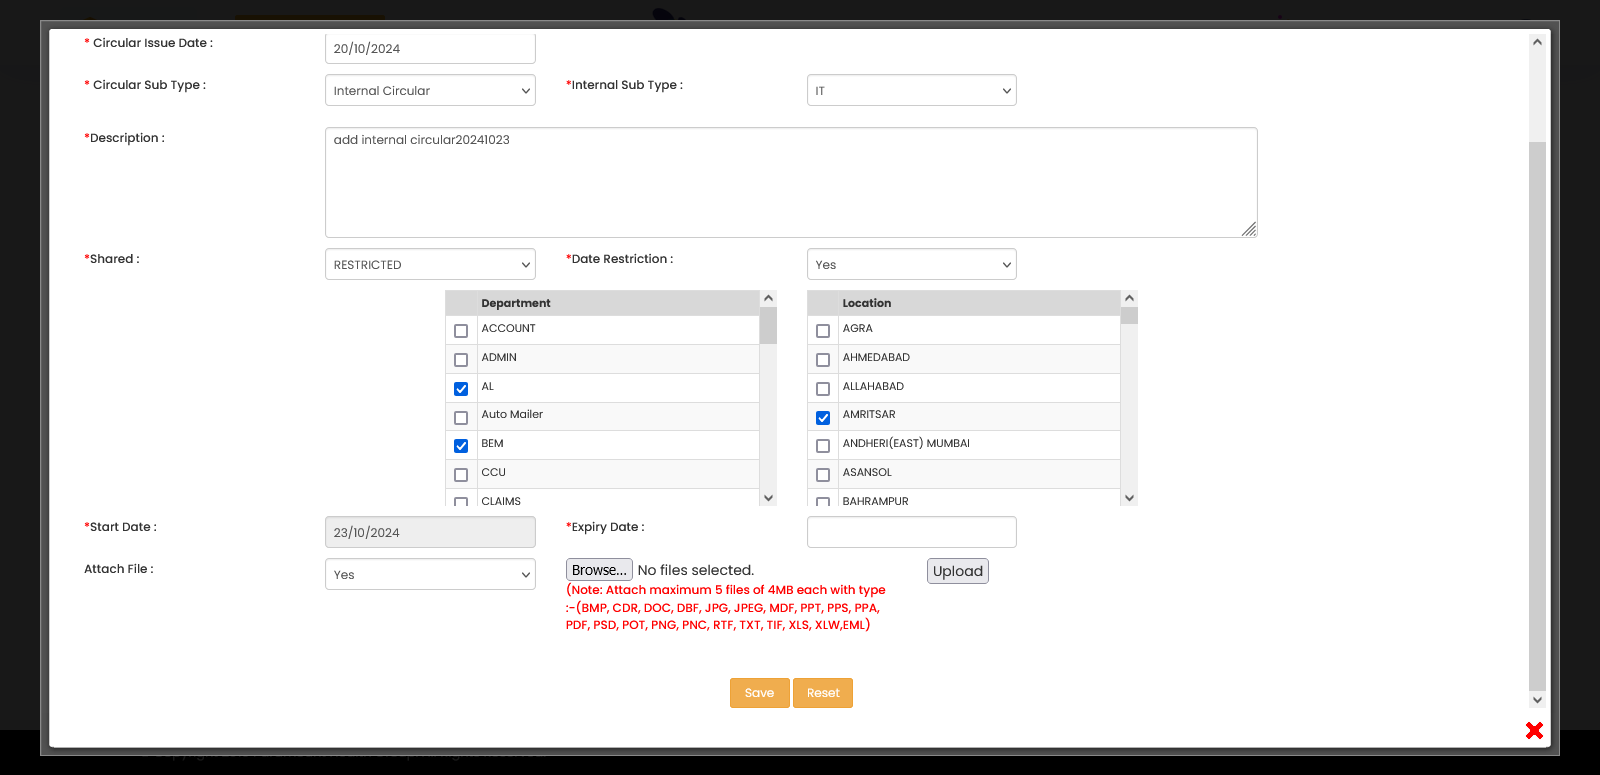 * Circular Issue Date :
20/10/2024
* Circular Sub Type :
Internal Circular
*Internal Sub Type :
IT
*Description :
add internal circular20241023
*Shared :
RESTRICTED
*Date Restriction :
Yes
Department
ACCOUNT
ADMIN
AL
Auto Mailer
BEM
CCU
CLAIMS
Location
AGRA
AHMEDABAD
ALLAHABAD
AMRITSAR
ANDHERI(EAST) MUMBAI
ASANSOL
BAHRAMPUR
*Start Date :
23/10/2024
*Expiry Date :
Attach File :
Yes
Browse... No files selected.
Upload
(Note: Attach maximum 5 files of 4MB each with type
:-(BMP, CDR, DOC, DBF, JPG, JPEG, MDF, PPT, PPS, PPA,
PDF, PSD, POT, PNG, PNC, RTF, TXT, TIF, XLS, XLW,EML)
Save
Reset